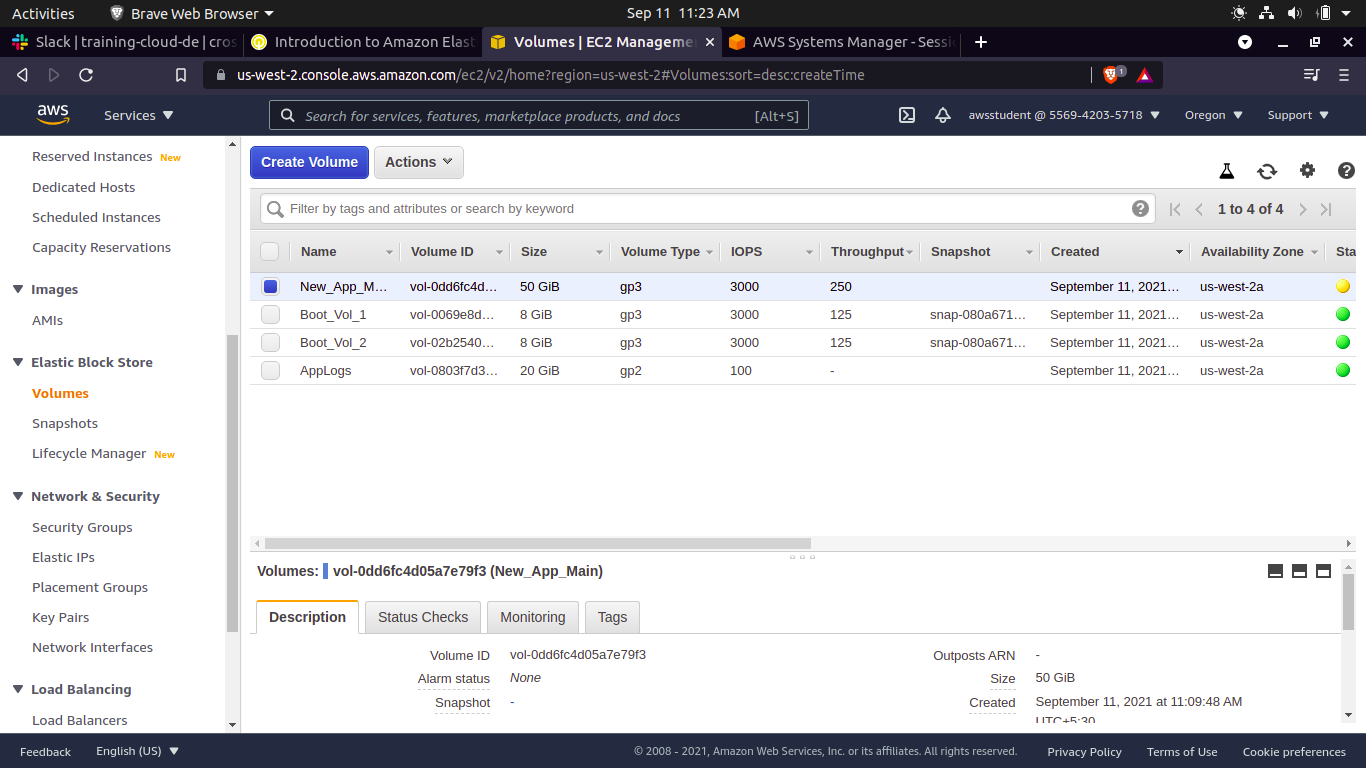 Activities Brave Web Browser Sep 11 11:23 AM
Slack | training-cloud-de | cros Introduction to Amazon Elast Volumes | EC2 Manageme AWS Systems Manager - Sessi
us-west-2.console.aws.amazon.com/ec2/v2/home?region=us-west-2#Volumes:sort=desc:createTime 1
aws Services Search for services, features, marketplace products, and docs [Alt+S] awsstudent @ 5569-4203-5718 Oregon Support
Reserved Instances New
Dedicated Hosts
Scheduled Instances
Capacity Reservations
Images
AMIs
Elastic Block Store
Volumes
Snapshots
Lifecycle Manager New
Network & Security
Security Groups
Elastic IPs
Placement Groups
Key Pairs
Network Interfaces
Load Balancing
Load Balancers
Create Volume Actions
Filter by tags and attributes or search by keyword 1 to 4 of 4
Name Volume ID Size Volume Type IOPS Throughput Snapshot Created Availability Zone Sta
New_App_M... vol-0dd6fc4d... 50 GiB gp3 3000 250 September 11, 2021... us-west-2a
Boot_Vol_1 vol-0069e8d... 8 GiB gp3 3000 125 snap-080a671... September 11, 2021... us-west-2a
Boot_Vol_2 vol-02b2540... 8 GiB gp3 3000 125 snap-080a671... September 11, 2021... us-west-2a
AppLogs vol-0803f7d3... 20 GiB gp2 100 - September 11, 2021... us-west-2a
Volumes: vol-0dd6fc4d05a7e79f3 (New_App_Main)
Description Status Checks Monitoring Tags
Volume ID vol-0dd6fc4d05a7e79f3 Outposts ARN -
Alarm status None Size 50 GiB
Snapshot - Created September 11, 2021 at 11:09:48 AM
UTC+5:30
Feedback English (US) © 2008 - 2021, Amazon Web Services, Inc. or its affiliates. All rights reserved. Privacy Policy Terms of Use Cookie preferences